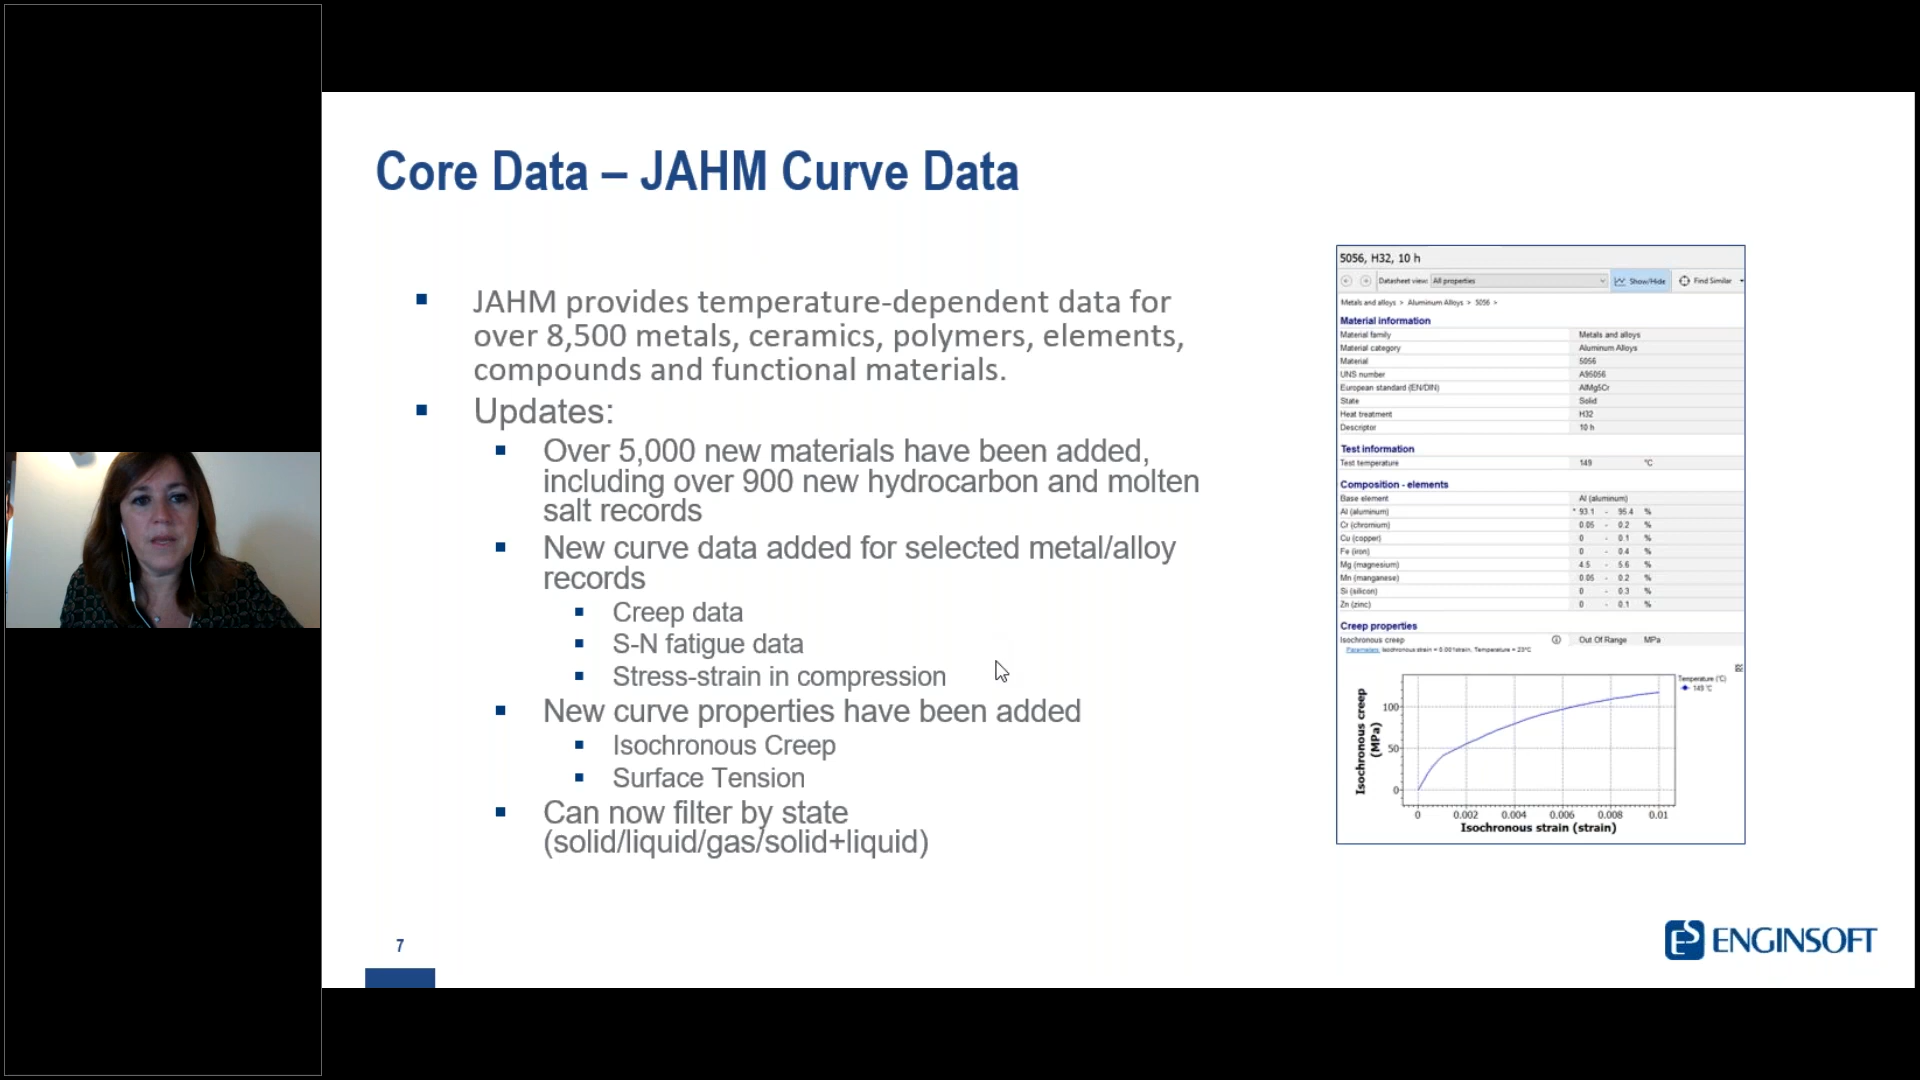 Core Data – JAHM Curve Data
JAHM provides temperature-dependent data for
over 8,500 metals, ceramics, polymers, elements,
compounds and functional materials.
Updates:
Over 5,000 new materials have been added,
including over 900 new hydrocarbon and molten
salt records
New curve data added for selected metal/alloy
records
Creep data
S-N fatigue data
Stress-strain in compression
New curve properties have been added
Isochronous Creep
Surface Tension
Can now filter by state
(solid/liquid/gas/solid+liquid)
5056, H32, 10 h
Datasheet view: All properties Show/Hide Find Similar
Metals and alloys > Aluminum Alloys > 5056 >
Material information
Material family Metals and alloys
Material category Aluminum Alloys
Material 5056
UNS number A95056
European standard (EN/DIN) AlMg5Cr
State Solid
Heat treatment H32
Descriptor 10 h
Test information
Test temperature 149 °C
Composition - elements
Base element Al (aluminum)
Al (aluminum) * 93.1 - 95.4 %
Cr (chromium) 0.05 - 0.2 %
Cu (copper) 0 - 0.1 %
Fe (iron) 0 - 0.4 %
Mg (magnesium) 4.5 - 5.6 %
Mn (manganese) 0.05 - 0.2 %
Si (silicon) 0 - 0.3 %
Zn (zinc) 0 - 0.1 %
Creep properties
Isochronous creep Out Of Range MPa
Parameters: Isochronous strain = 0.001strain, Temperature = 23°C
Temperature (°C)
149 °C
Isochronous creep
(MPa)
100
50
0
0 0.002 0.004 0.006 0.008 0.01
Isochronous strain (strain)
7
ES ENGINSOFT